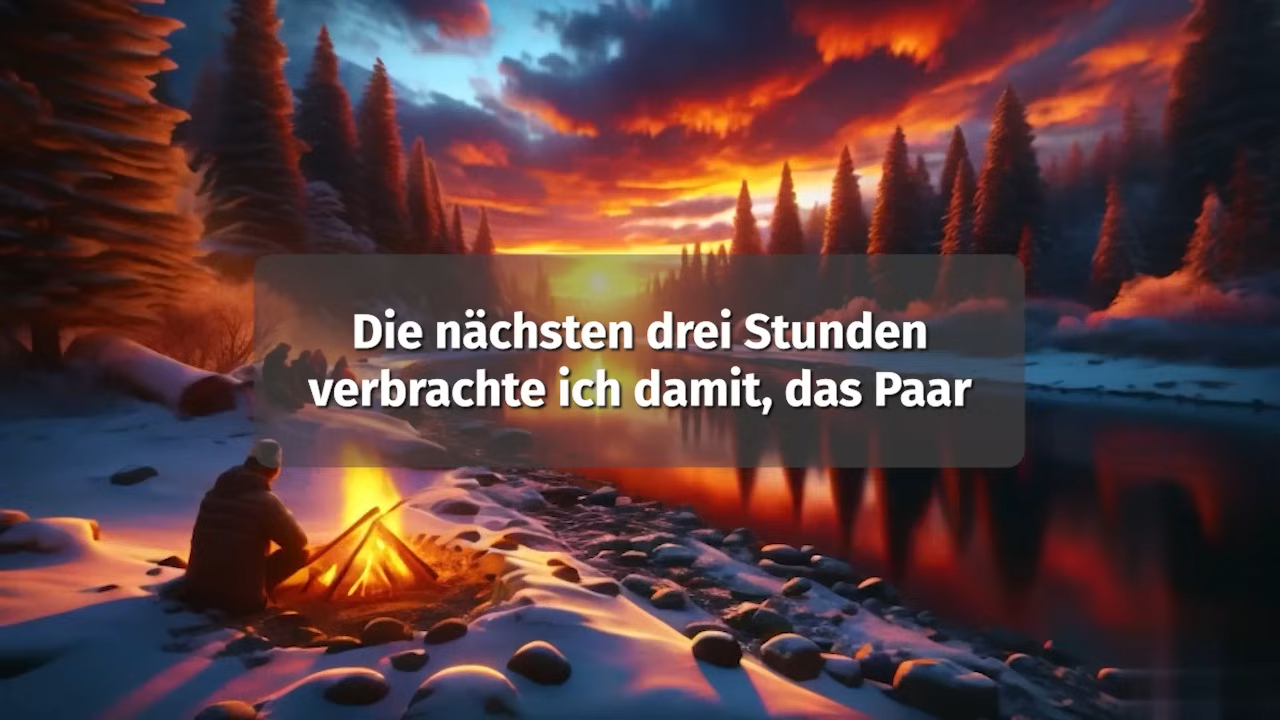 Die nächsten drei Stunden
verbrachte ich damit, das Paar